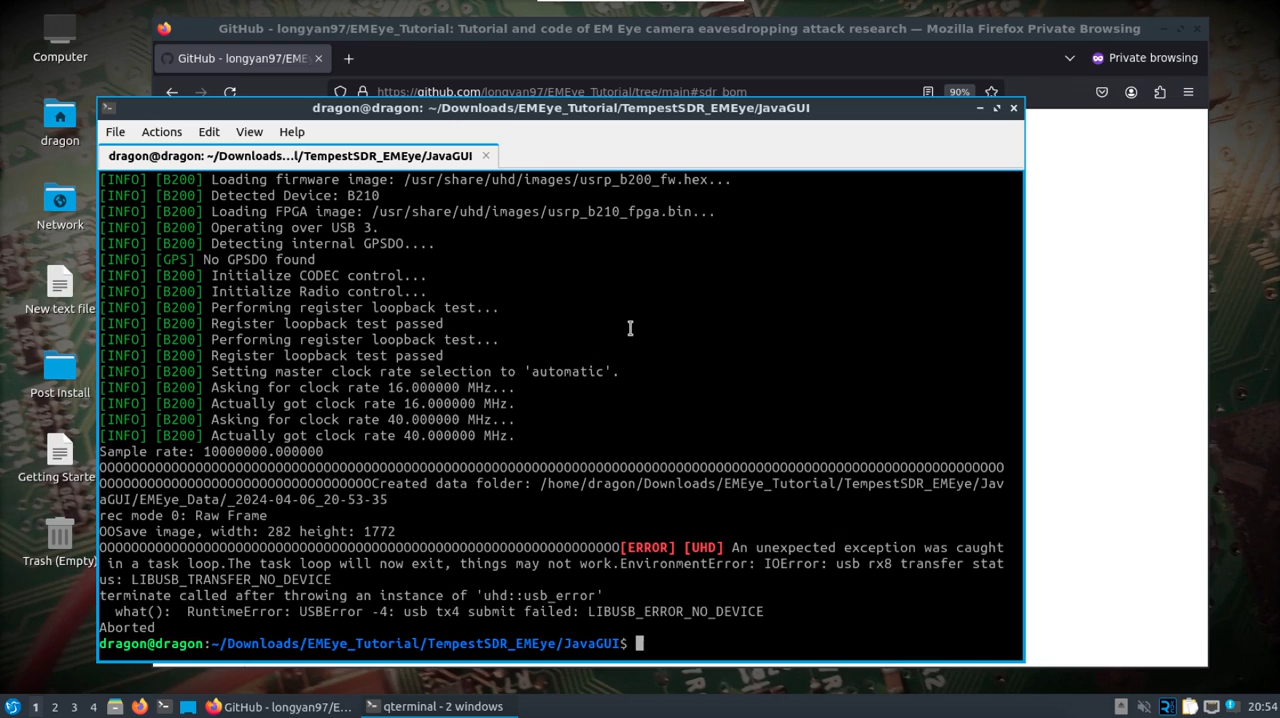 GitHub - longyan97/EMEye_Tutorial: Tutorial and code of EM Eye camera eavesdropping attack research — Mozilla Firefox Private Browsing
Computer
GitHub - longyan97/EME
Private browsing
https://github.com/longyan97/EMEye_Tutorial/tree/main#sdr_bom
90%
dragon@dragon: ~/Downloads/EMEye_Tutorial/TempestSDR_EMEye/JavaGUI
File Actions Edit View Help
dragon
dragon@dragon: ~/Downloads...l/TempestSDR_EMEye/JavaGUI
[INFO] [B200] Loading firmware image: /usr/share/uhd/images/usrp_b200_fw.hex...
[INFO] [B200] Detected Device: B210
[INFO] [B200] Loading FPGA image: /usr/share/uhd/images/usrp_b210_fpga.bin...
Network
[INFO] [B200] Operating over USB 3.
[INFO] [B200] Detecting internal GPSDO....
[INFO] [GPS] No GPSDO found
[INFO] [B200] Initialize CODEC control...
[INFO] [B200] Initialize Radio control...
New text file
[INFO] [B200] Performing register loopback test...
[INFO] [B200] Register loopback test passed
[INFO] [B200] Performing register loopback test...
[INFO] [B200] Register loopback test passed
[INFO] [B200] Setting master clock rate selection to 'automatic'.
[INFO] [B200] Asking for clock rate 16.000000 MHz...
Post Install
[INFO] [B200] Actually got clock rate 16.000000 MHz.
[INFO] [B200] Asking for clock rate 40.000000 MHz...
[INFO] [B200] Actually got clock rate 40.000000 MHz.
Sample rate: 10000000.000000
OOOOOOOOOOOOOOOOOOOOOOOOOOOOOOOOOOOOOOOOOOOOOOOOOOOOOOOOOOOOOOOOOOOOOOOOOOOOOOOOOOOOOOOOOOOOOOOOOOOOOOOOOOOOOOOOO
Getting Starte
OOOOOOOOOOOOOOOOOOOOOOOOOOOOOOOOOOCreated data folder: /home/dragon/Downloads/EMEye_Tutorial/TempestSDR_EMEye/Jav
aGUI/EMEye_Data/_2024-04-06_20-53-35
rec mode 0: Raw Frame
OOSave image, width: 282 height: 1772
OOOOOOOOOOOOOOOOOOOOOOOOOOOOOOOOOOOOOOOOOOOOOOOOOOOOOOOOOOOOOOOOO[ERROR] [UHD] An unexpected exception was caught
Trash (Empty)
in a task loop.The task loop will now exit, things may not work.EnvironmentError: IOError: usb rx8 transfer stat
us: LIBUSB_TRANSFER_NO_DEVICE
terminate called after throwing an instance of 'uhd::usb_error'
what(): RuntimeError: USBError -4: usb tx4 submit failed: LIBUSB_ERROR_NO_DEVICE
Aborted
dragon@dragon:~/Downloads/EMEye_Tutorial/TempestSDR_EMEye/JavaGUI$
1 2 3 4 GitHub - longyan97/E... qterminal - 2 windows 20:54